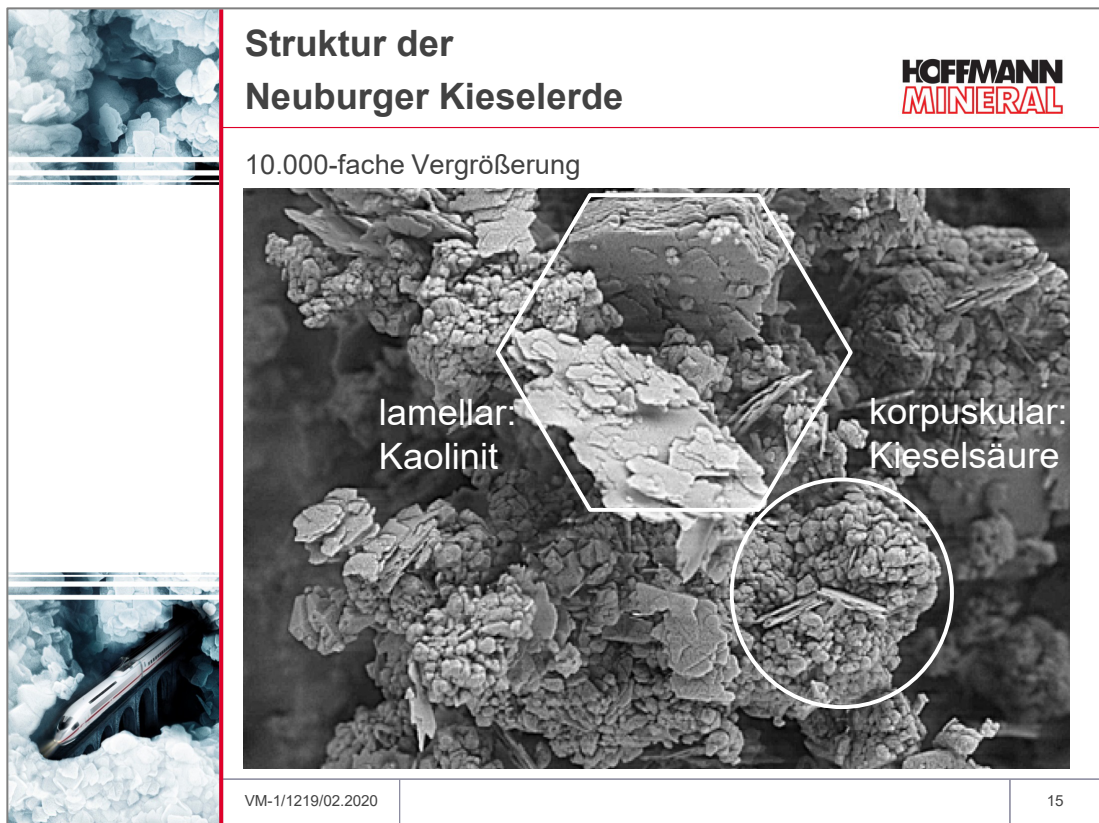 Struktur der
Neuburger Kieselerde
HOFFMANN
MINERAL
10.000-fache Vergrößerung
lamellar:
Kaolinit
korpuskular:
Kieselsäure
VM-1/1219/02.2020
15